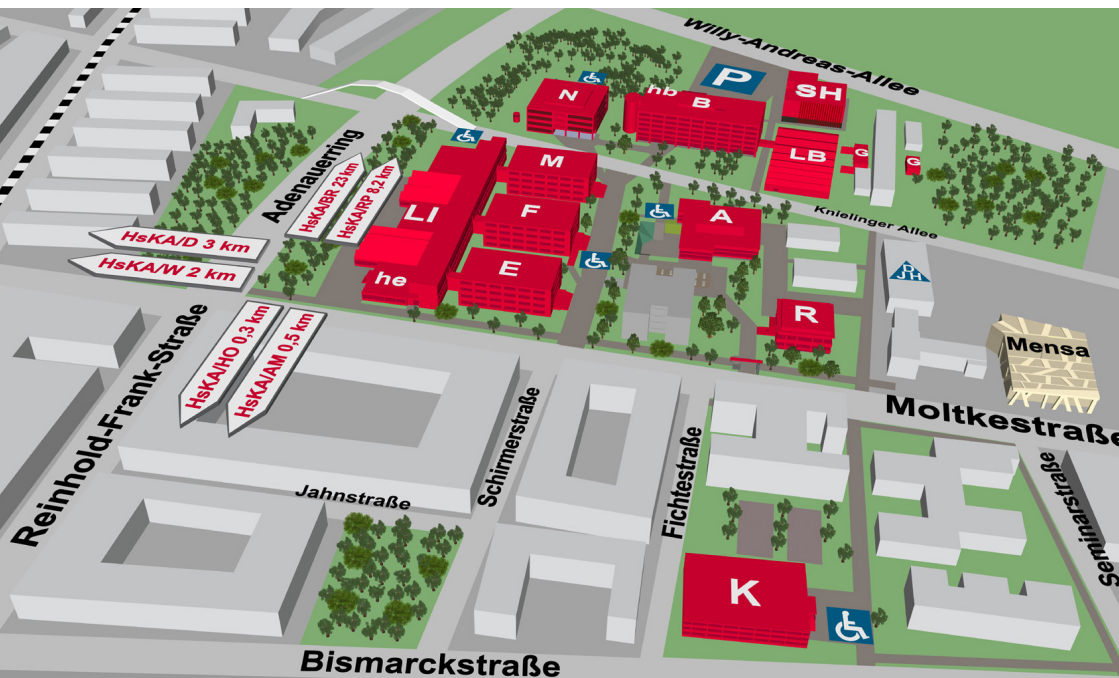 Willy-Andreas-Allee
P
SH
N
hb
B
LB
G
G
M
Adenauerring
HsKA/BR 23 km
HsKA/RP 8,2 km
LI
F
A
Knielinger Allee
HsKA/D 3 km
HsKA/W 2 km
he
E
D
JH
R
Mensa
HsKA/HO 0,3 km
HsKA/AM 0,5 km
Reinhold-Frank-Straße
Moltkestraße
Schirmerstraße
Fichtestraße
Jahnstraße
Seminarstraße
K
Bismarckstraße